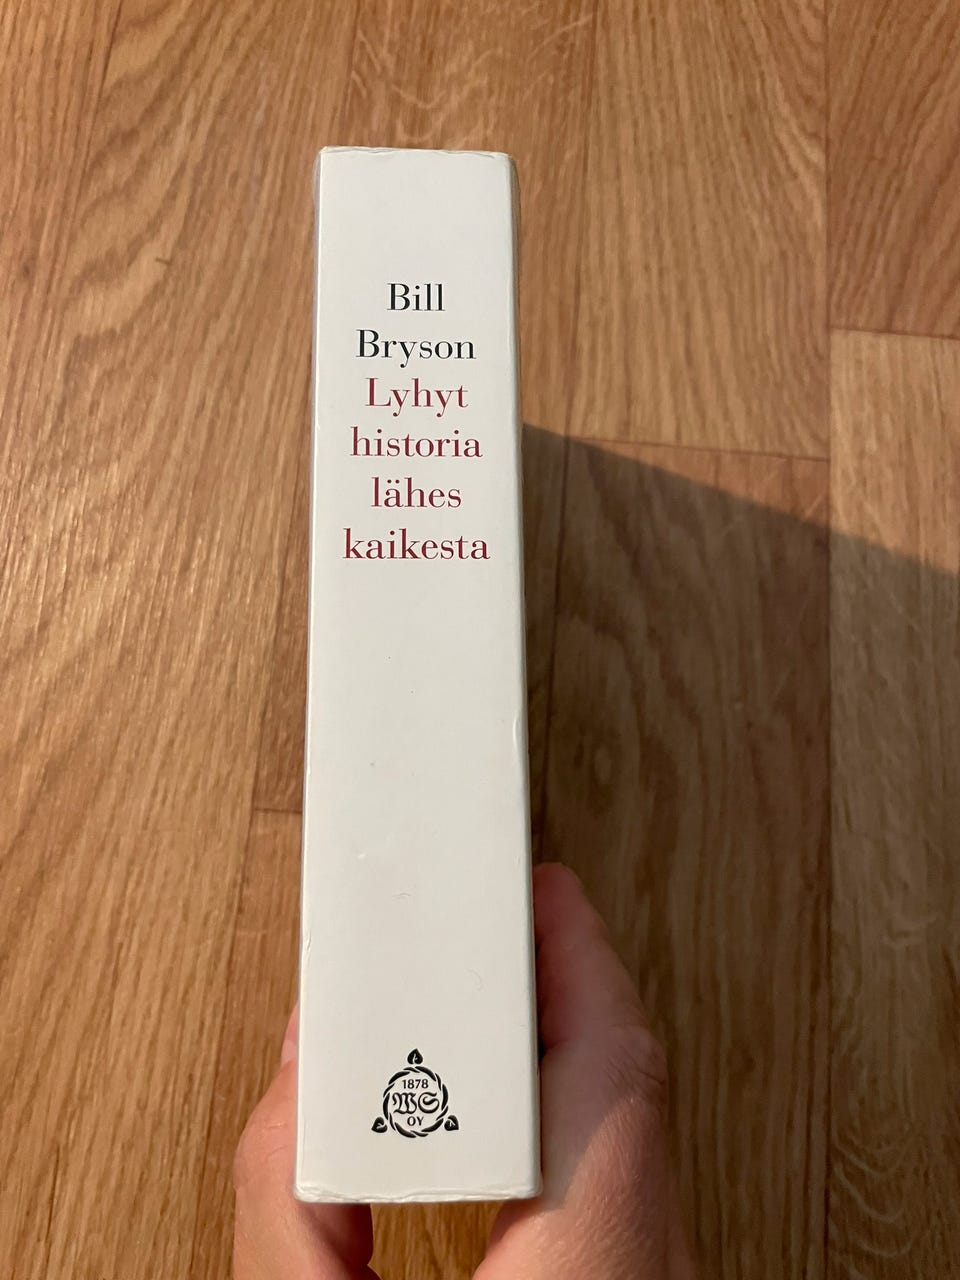 Bill
Bryson
Lyhyt
historia
lähes
kaikesta
1878
WS
OY